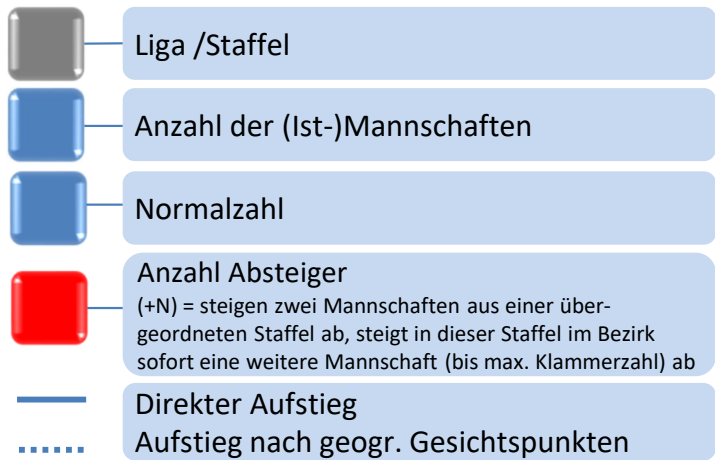 Liga /Staffel
Anzahl der (Ist-)Mannschaften
Normalzahl
Anzahl Absteiger
(+N) = steigen zwei Mannschaften aus einer über-
geordneten Staffel ab, steigt in dieser Staffel im Bezirk
sofort eine weitere Mannschaft (bis max. Klammerzahl) ab
Direkter Aufstieg
Aufstieg nach geogr. Gesichtspunkten